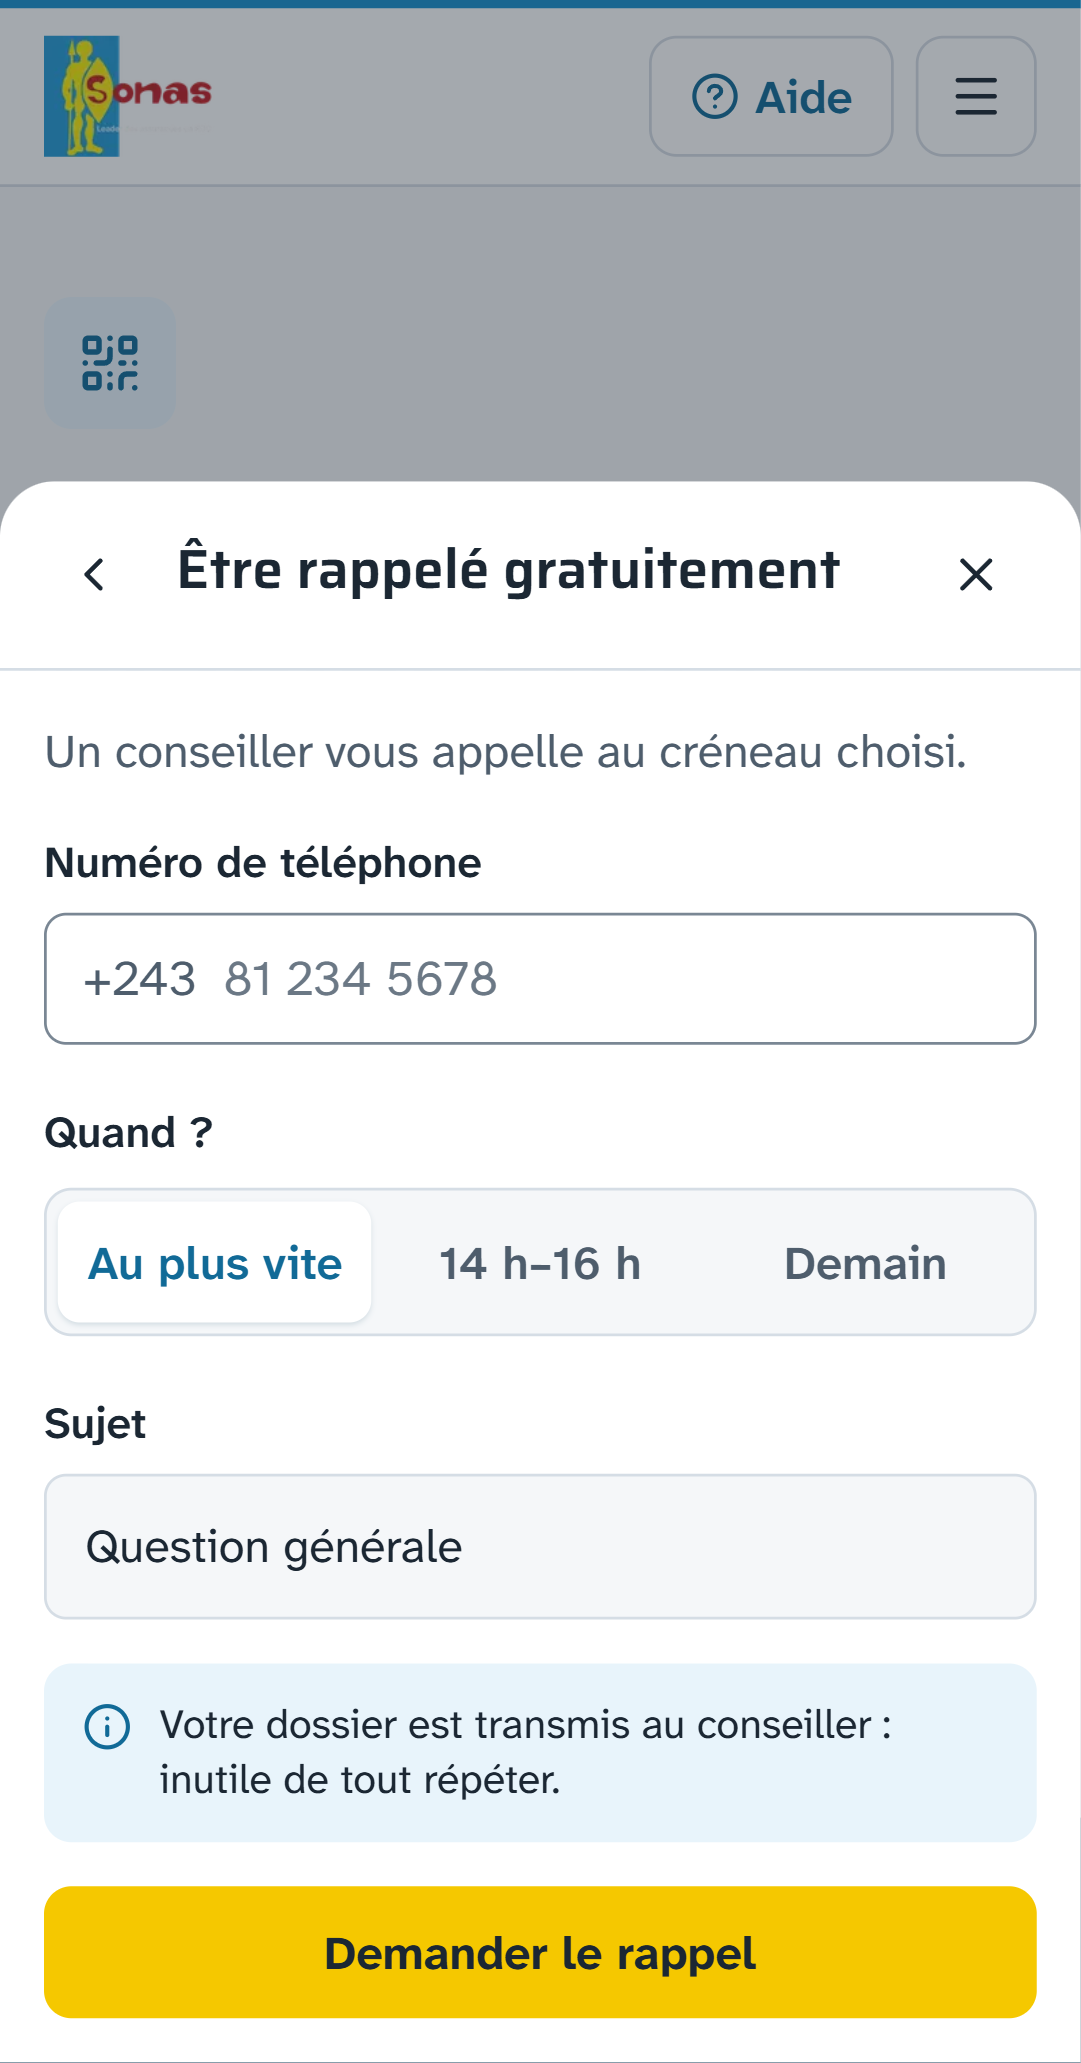 Sonas
Aide
Être rappelé gratuitement
Un conseiller vous appelle au créneau choisi.
Numéro de téléphone
+243 81 234 5678
Quand ?
Au plus vite
14 h–16 h
Demain
Sujet
Question générale
Votre dossier est transmis au conseiller :
inutile de tout répéter.
Demander le rappel